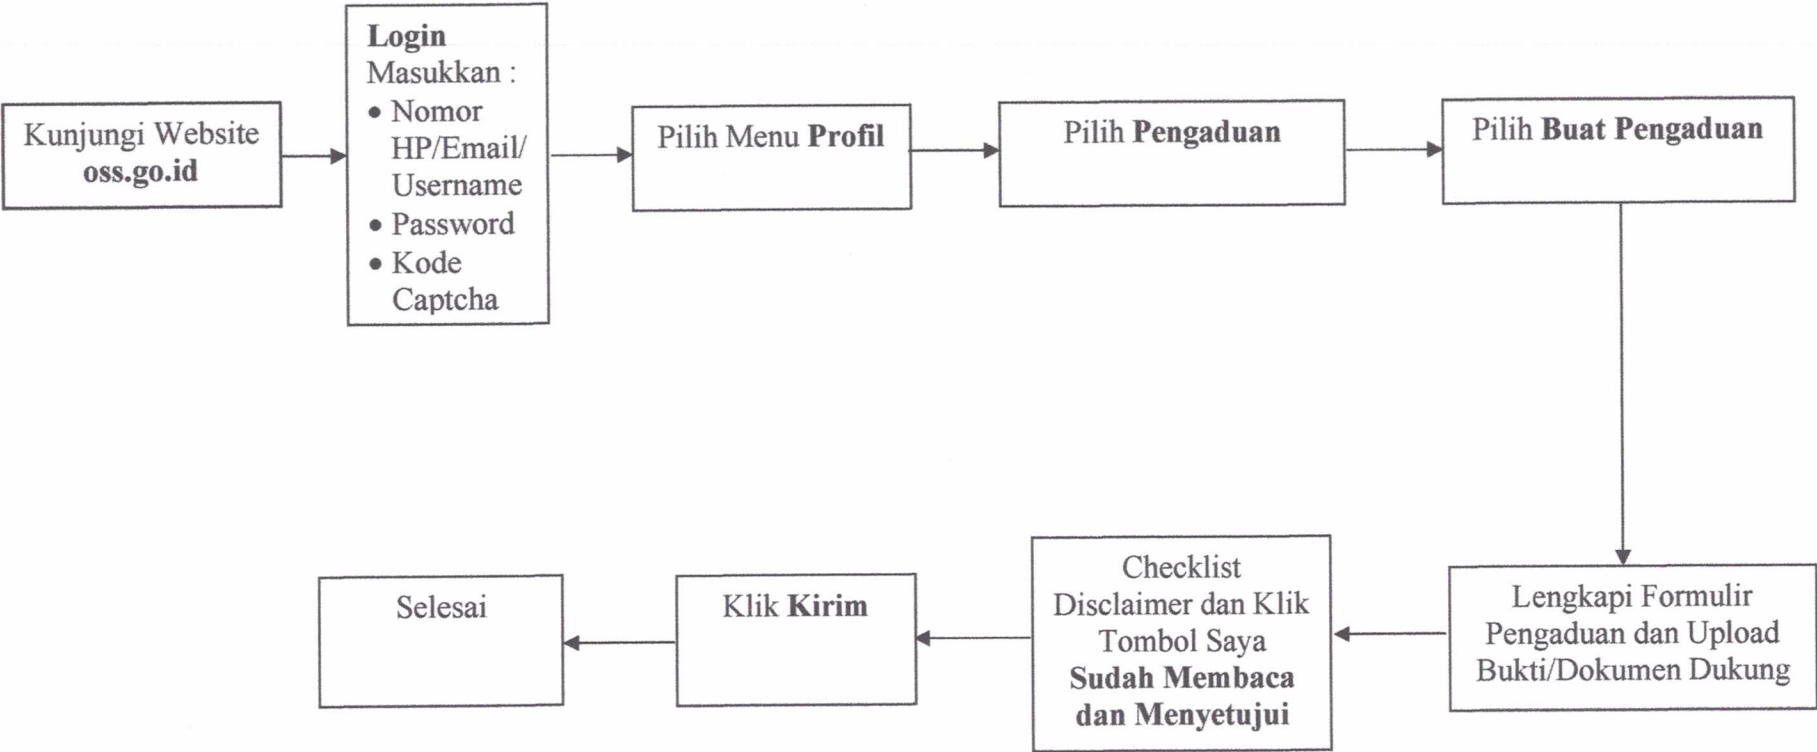 Kunjungi Website
oss.go.id
Login
Masukkan :
• Nomor
HP/Email/
Username
• Password
• Kode
Captcha
Pilih Menu Profil
Pilih Pengaduan
Pilih Buat Pengaduan
Lengkapi Formulir
Pengaduan dan Upload
Bukti/Dokumen Dukung
Checklist
Disclaimer dan Klik
Tombol Saya
Sudah Membaca
dan Menyetujui
Klik Kirim
Selesai